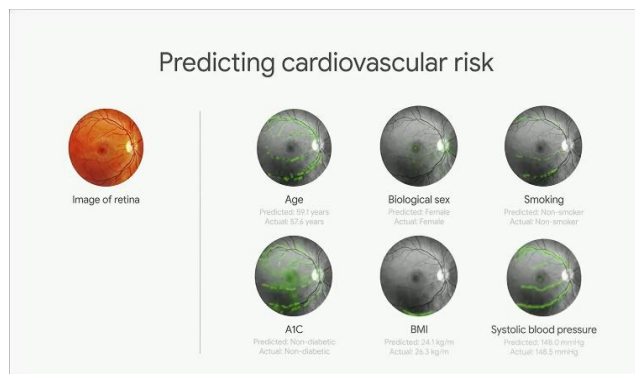 Predicting cardiovascular risk
Image of retina
Age
Predicted: 59.1 years
Actual: 57.6 years
Biological sex
Predicted: Female
Actual: Female
Smoking
Predicted: Non-smoker
Actual: Non-smoker
A1C
Predicted: Non-diabetic
Actual: Non-diabetic
BMI
Predicted: 24.1 kg/m
Actual: 26.3 kg/m
Systolic blood pressure
Predicted: 148.0 mmHg
Actual: 148.5 mmHg